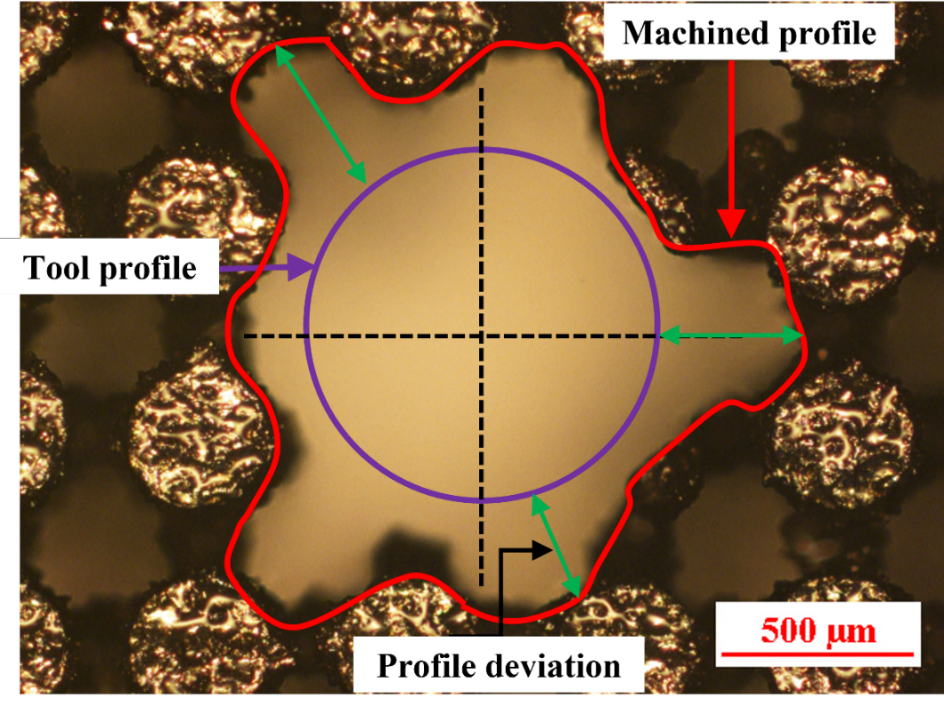 Machined profile
Tool profile
Profile deviation
500 μm